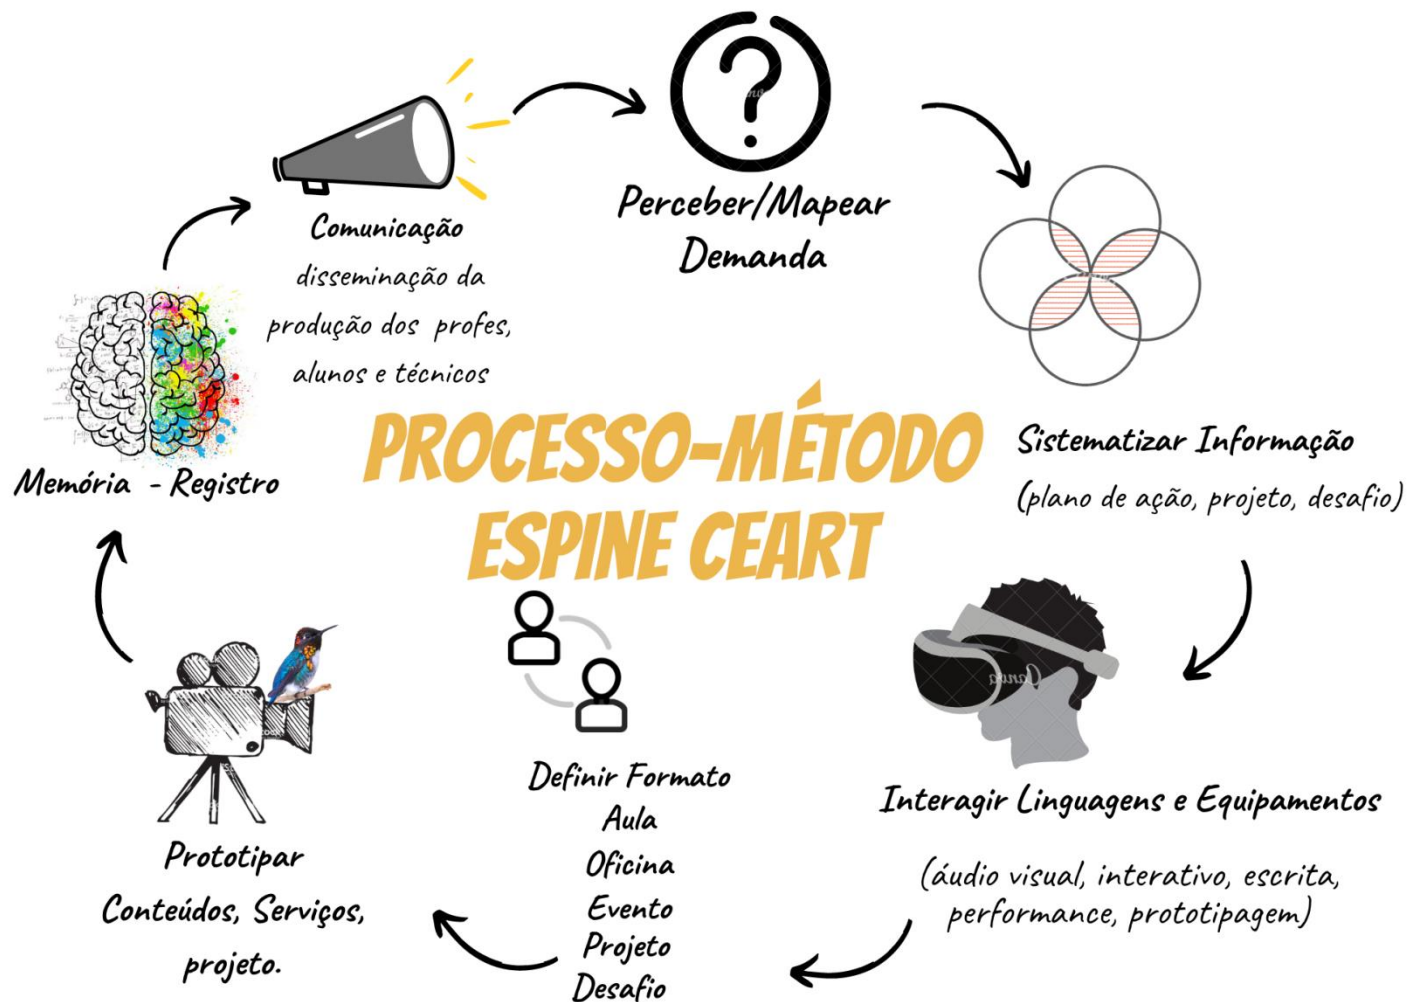 Perceber/Mapear
Demanda
Sistematizar Informação
(plano de ação, projeto, desafio)
Interagir Linguagens e Equipamentos
(áudio visual, interativo, escrita,
performance, prototipagem)
Definir Formato
Aula
Oficina
Evento
Projeto
Desafio
Prototipar
Conteúdos, Serviços,
projeto.
Memória - Registro
Comunicação
disseminação da
produção dos profes,
alunos e técnicos
PROCESSO-MÉTODO
ESPINE CEART
Canva